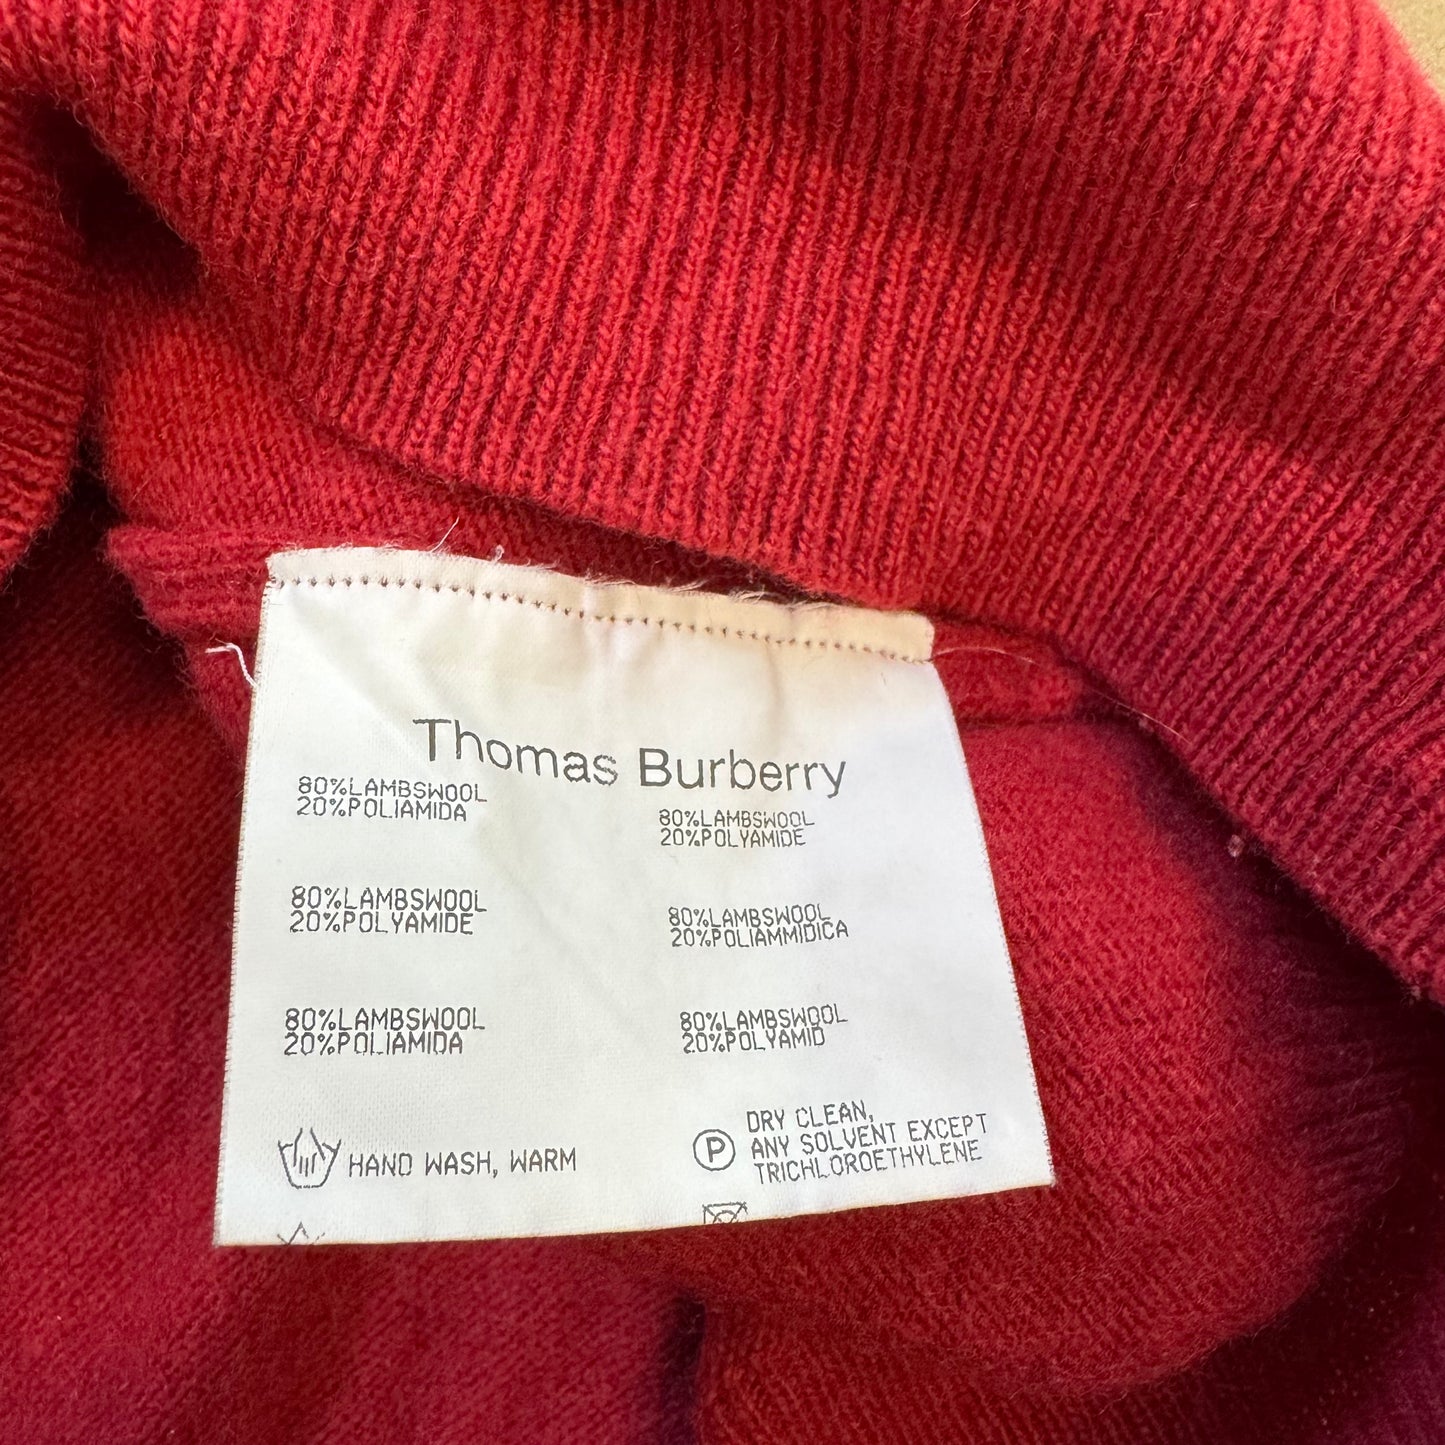 Thomas Burberry
80%LAMBSWOOL
20%POLIAMIDA
80%LAMBSWOOL
20%POLYAMIDE
80%LAMBSWOOL
20%POLYAMIDE
80%LAMBSWOOL
20%POLIAMMIDICA
80%LAMBSWOOL
20%POLIAMIDA
80%LAMBSWOOL
20%POLYAMID
HAND WASH, WARM
P
DRY CLEAN,
ANY SOLVENT EXCEPT
TRICHLOROETHYLENE